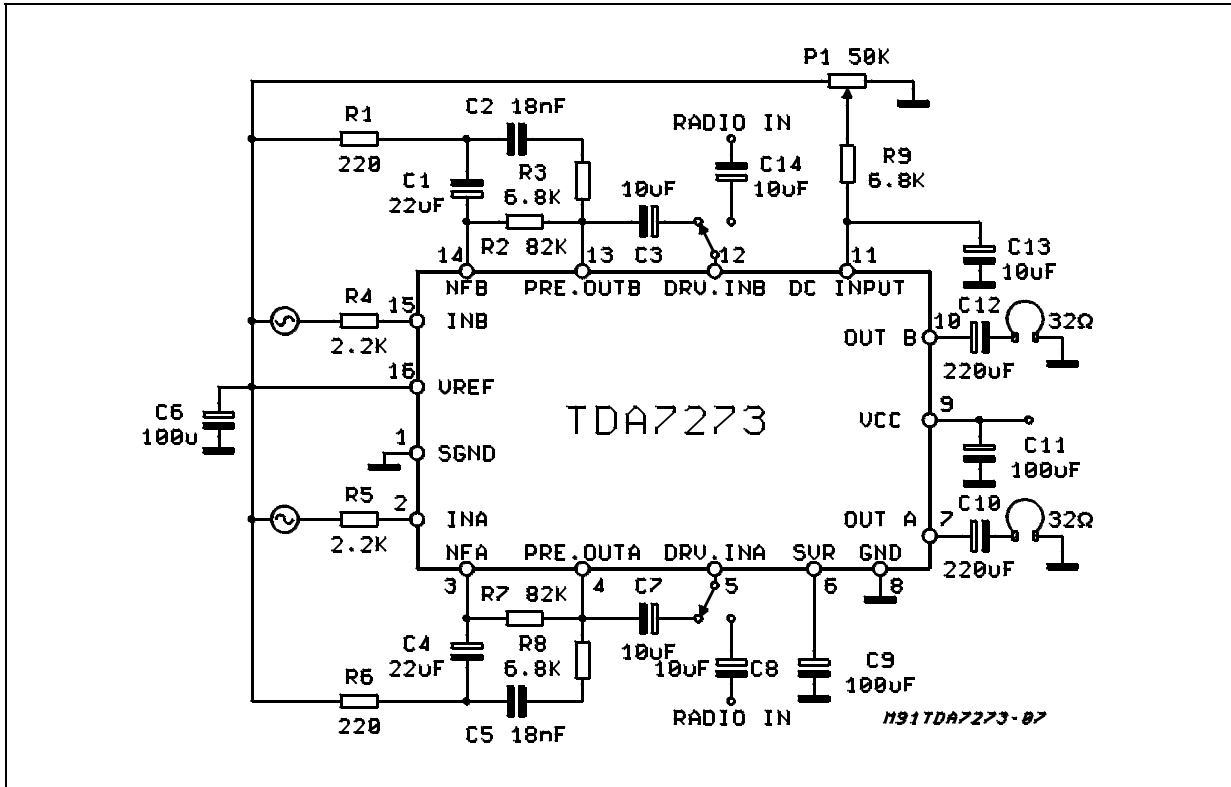 P1 50K
C2 18nF
R1
RADIO IN
220
R3
C14
R9
C1
10uF
6.8K
22uF
6.8K
10uF
R2 82K
C3
C13
10uF
14
13
12
11
NFB
PRE.OUTB
DRV.INB
DC INPUT
R4
15
INB
C12
10
32Ω
2.2K
OUT B
16
VREF
220uF
C6
100u
TDA7273
9
VCC
1
SGND
C11
100uF
R5
2
INA
C10
7
32Ω
2.2K
OUT A
NFA
PRE.OUTA
DRV.INA
SVR
GND
220uF
3
4
5
6
8
R7 82K
C7
C4
R8
22uF
6.8K
10uF
10uF
C8
C9
100uF
R6
220
C5 18nF
RADIO IN
M91TDA7273-07